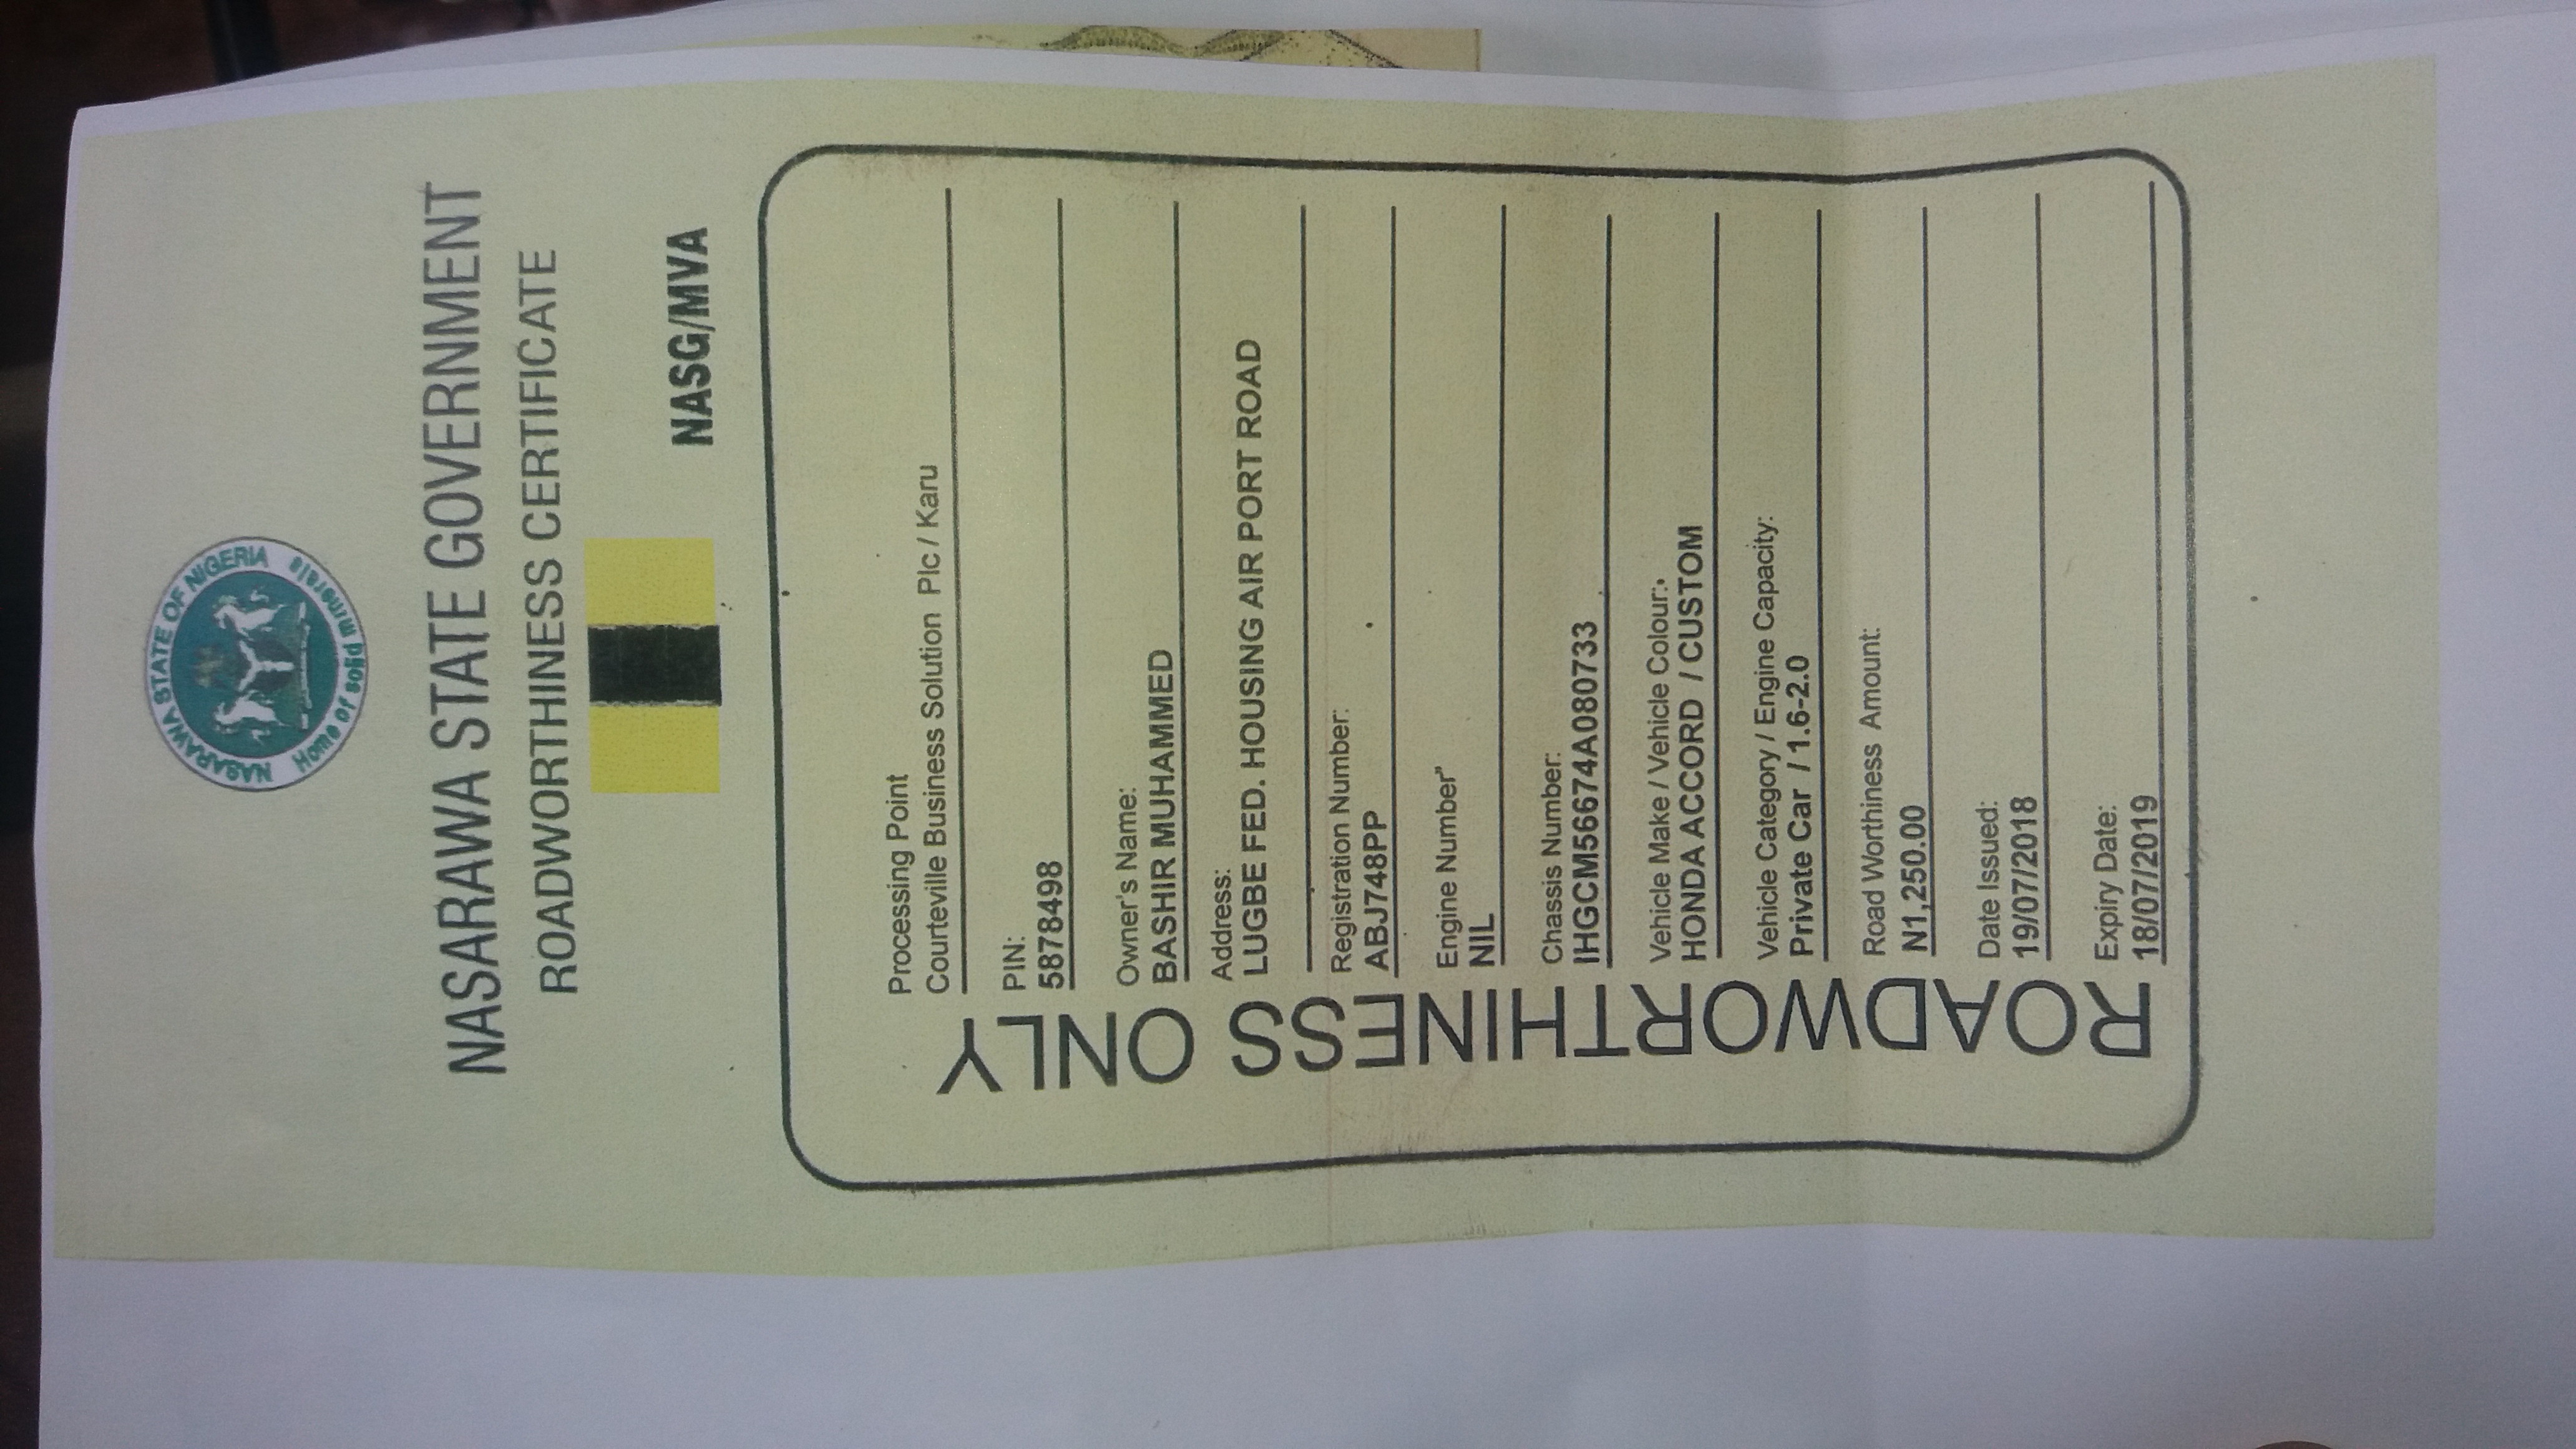 NASARAWA STATE OF NIGERIA
Home of solid minerals
NASARAWA STATE GOVERNMENT
ROADWORTHINESS CERTIFICATE
NASG/MVA
ROADWORTHINESS ONLY
Processing Point
Courteville Business Solution Plc / Karu
PIN:
5878498
Owner's Name:
BASHIR MUHAMMED
Address:
LUGBE FED. HOUSING AIR PORT ROAD
Registration Number:
ABJ748PP
Engine Number"
NIL
Chassis Number:
IHGCM56674A080733
Vehicle Make / Vehicle Colour:
HONDA ACCORD / CUSTOM
Vehicle Category / Engine Capacity:
Private Car / 1.6-2.0
Road Worthiness Amount:
N1,250.00
Date Issued:
19/07/2018
Expiry Date:
18/07/2019